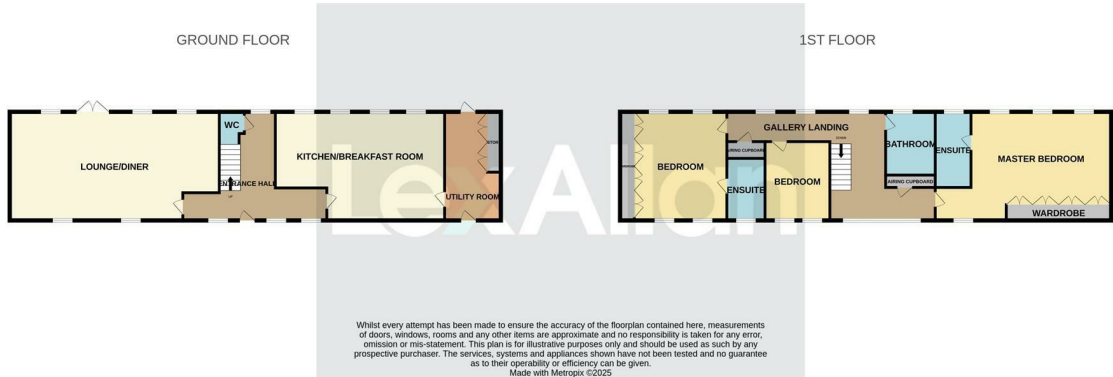 GROUND FLOOR
1ST FLOOR
WC
LOUNGE/DINER
ENTRANCE HALL
UP
KITCHEN/BREAKFAST ROOM
UTILITY ROOM
GALLERY LANDING
DOWN
BEDROOM
AIRING CUPBOARD
ENSUITE
BEDROOM
BATHROOM
AIRING CUPBOARD
ENSUITE
MASTER BEDROOM
WARDROBE
LexAllan
Whilst every attempt has been made to ensure the accuracy of the floorplan contained here, measurements
of doors, windows, rooms and any other items are approximate and no responsibility is taken for any error,
omission or mis-statement. This plan is for illustrative purposes only and should be used as such by any
prospective purchaser. The services, systems and appliances shown have not been tested and no guarantee
as to their operability or efficiency can be given.
Made with Metropix ©2025